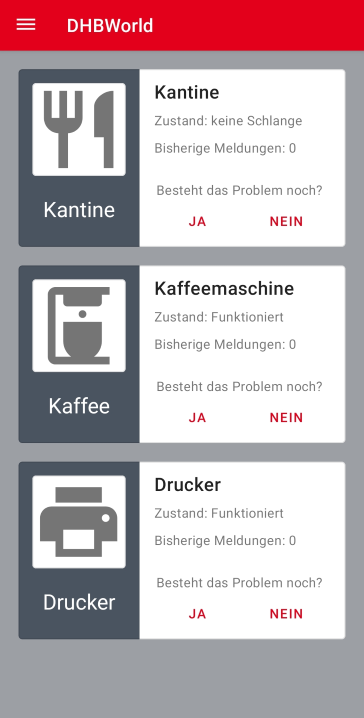 DHBWorld
Kantine
Zustand: keine Schlange
Bisherige Meldungen: 0
Besteht das Problem noch?
JA NEIN
Kantine
Kaffeemaschine
Zustand: Funktioniert
Bisherige Meldungen: 0
Besteht das Problem noch?
JA NEIN
Kaffee
Drucker
Zustand: Funktioniert
Bisherige Meldungen: 0
Besteht das Problem noch?
JA NEIN
Drucker